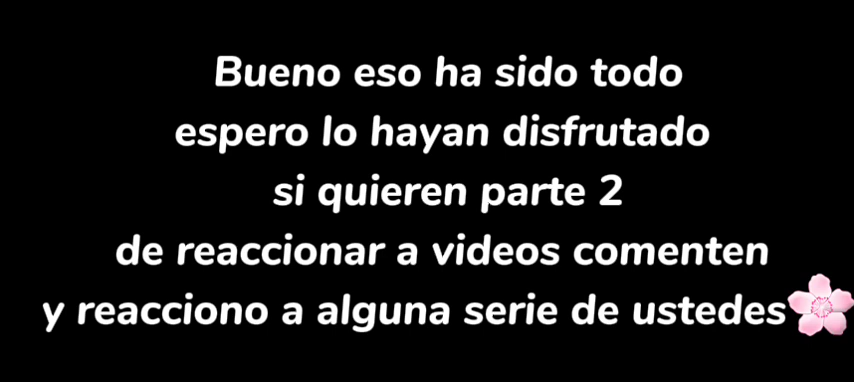 Bueno eso ha sido todo
espero lo hayan disfrutado
si quieren parte 2
de reaccionar a videos comenten
y reacciono a alguna serie de ustedes